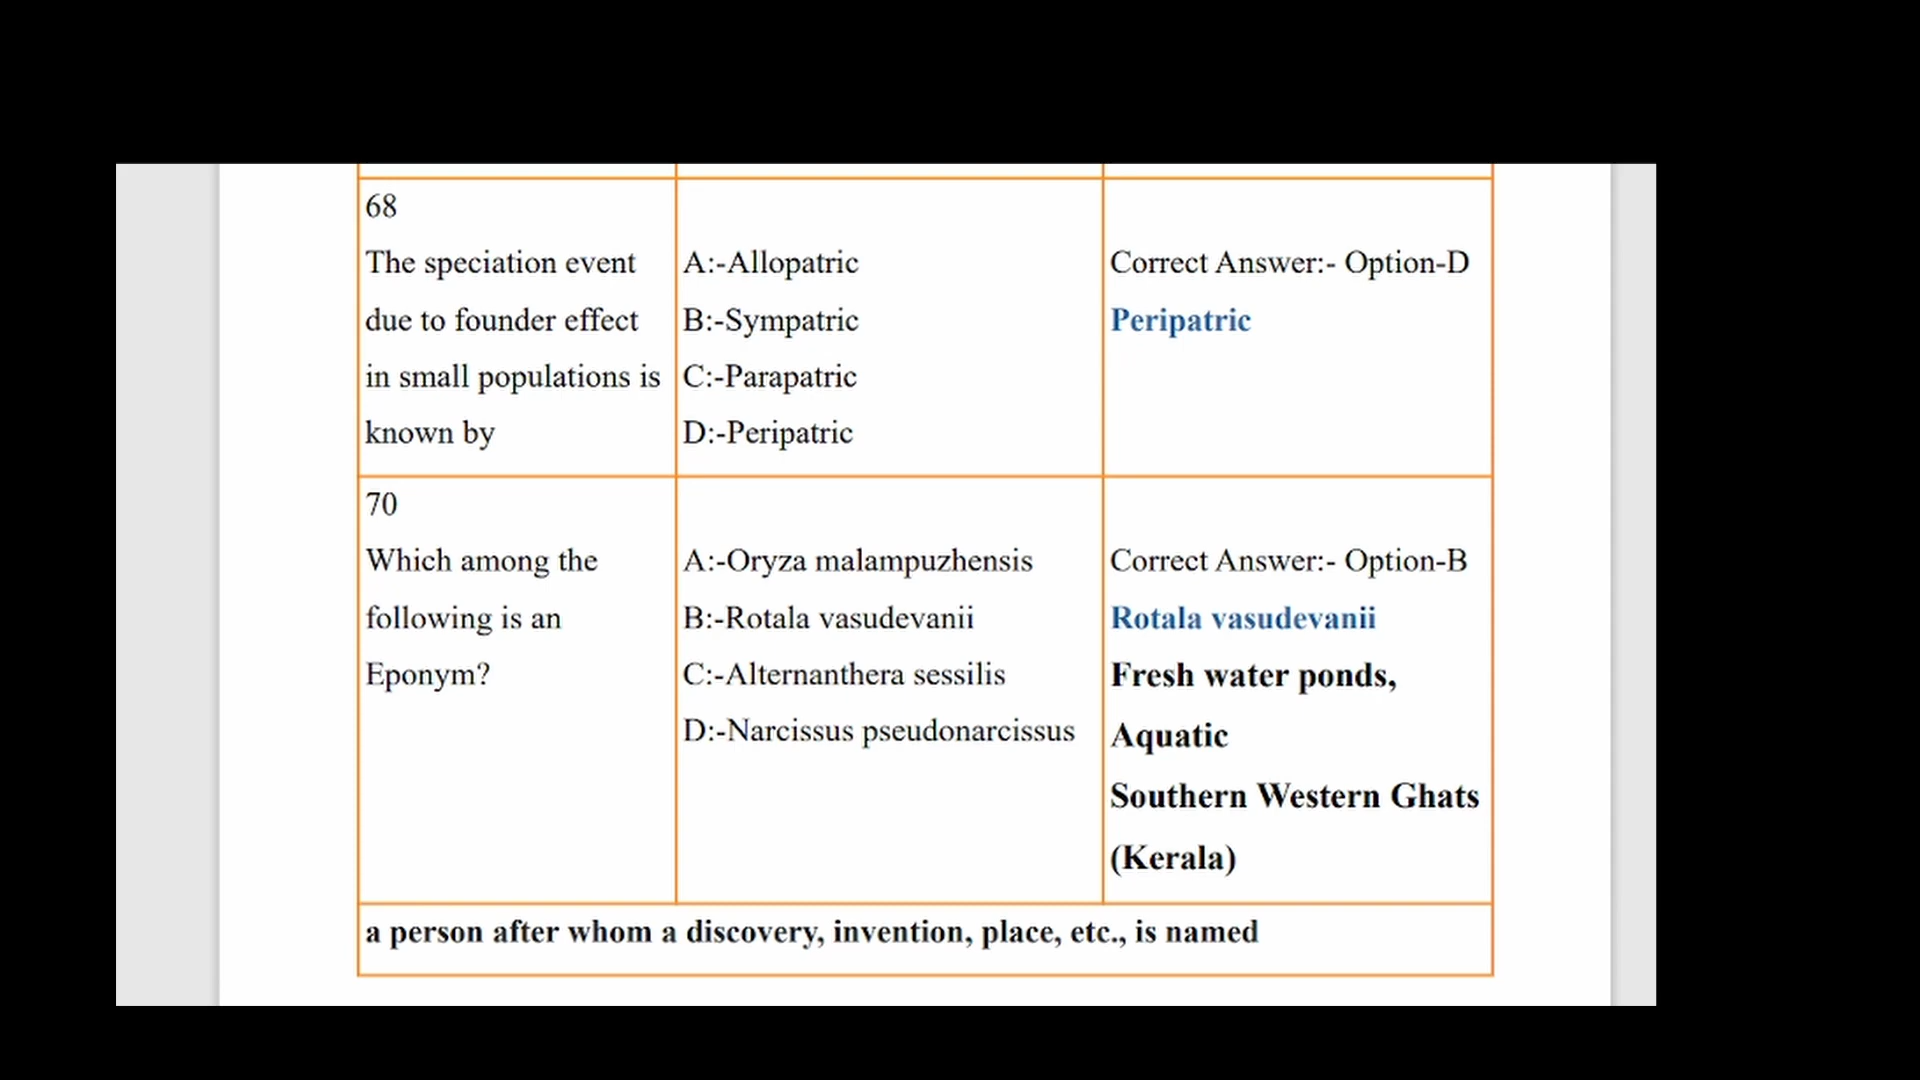 68
The speciation event
due to founder effect
in small populations is
known by
A:-Allopatric
B:-Sympatric
C:-Parapatric
D:-Peripatric
Correct Answer:- Option-D
Peripatric
70
Which among the
following is an
Eponym?
A:-Oryza malampuzhensis
B:-Rotala vasudevanii
C:-Alternanthera sessilis
D:-Narcissus pseudonarcissus
Correct Answer:- Option-B
Rotala vasudevanii
Fresh water ponds,
Aquatic
Southern Western Ghats
(Kerala)
a person after whom a discovery, invention, place, etc., is named